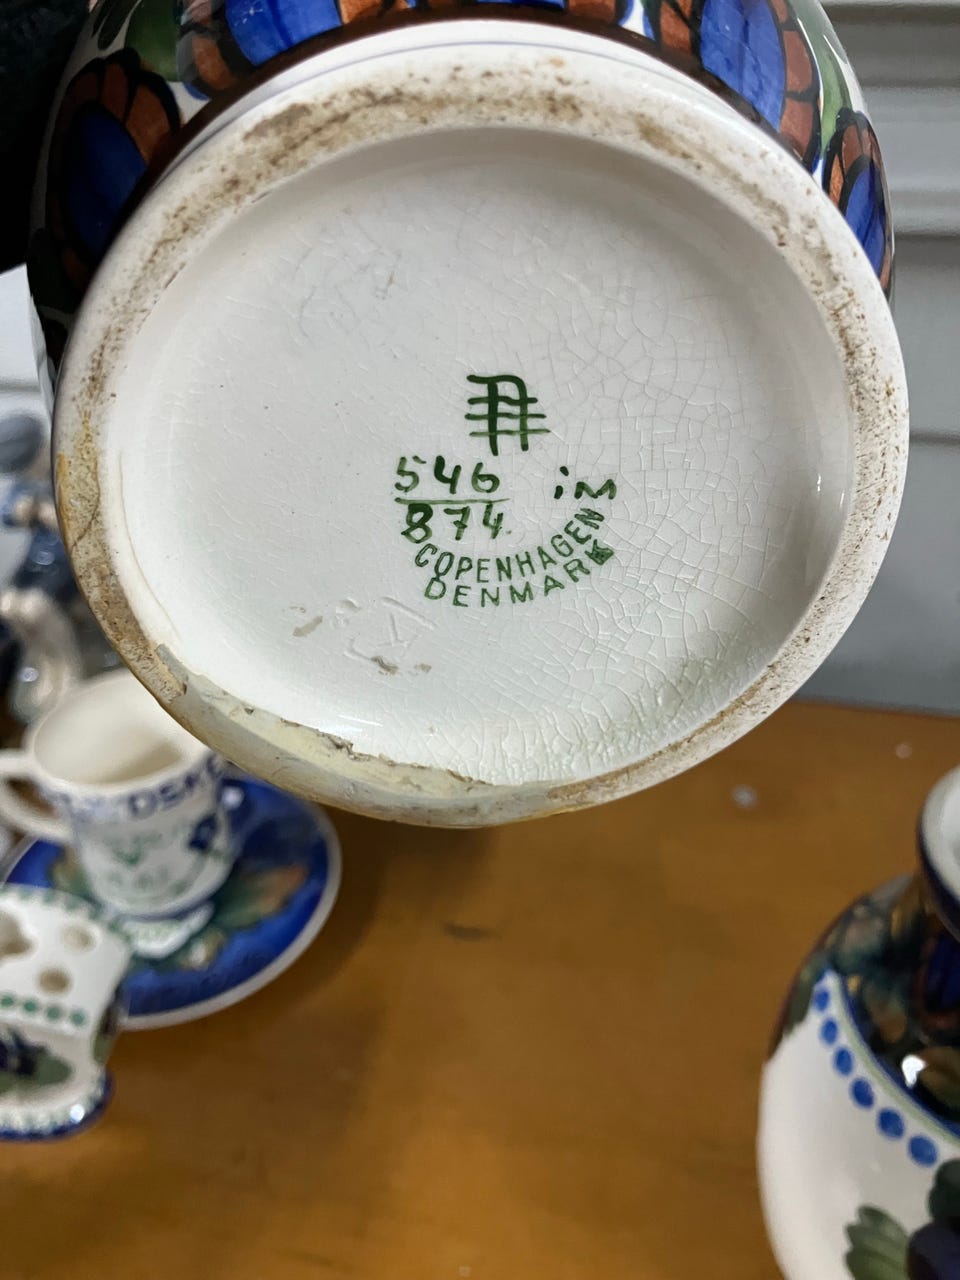 546
874.
iM
COPENHAGEN
DENMARK